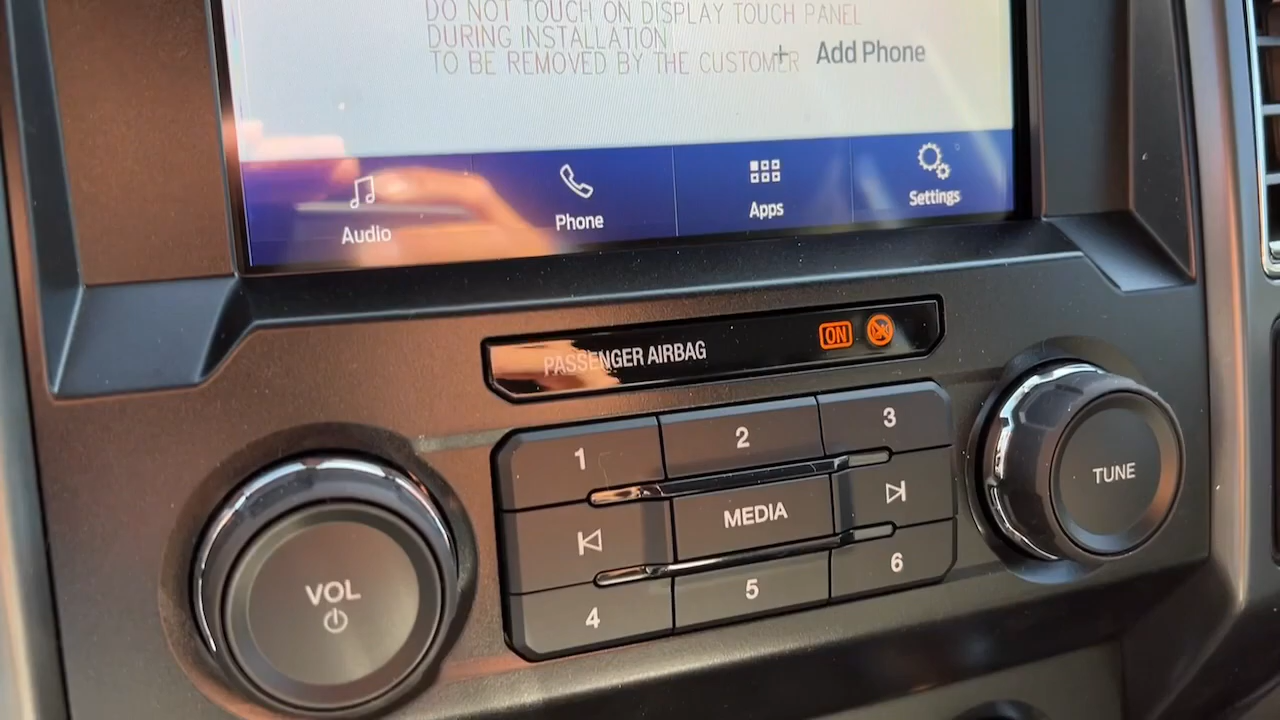 DO NOT TOUCH ON DISPLAY TOUCH PANEL
DURING INSTALLATION
TO BE REMOVED BY THE CUSTOMER
+ Add Phone
Audio
Phone
Apps
Settings
PASSENGER AIRBAG
ON
1
2
3
MEDIA
4
5
6
VOL
TUNE